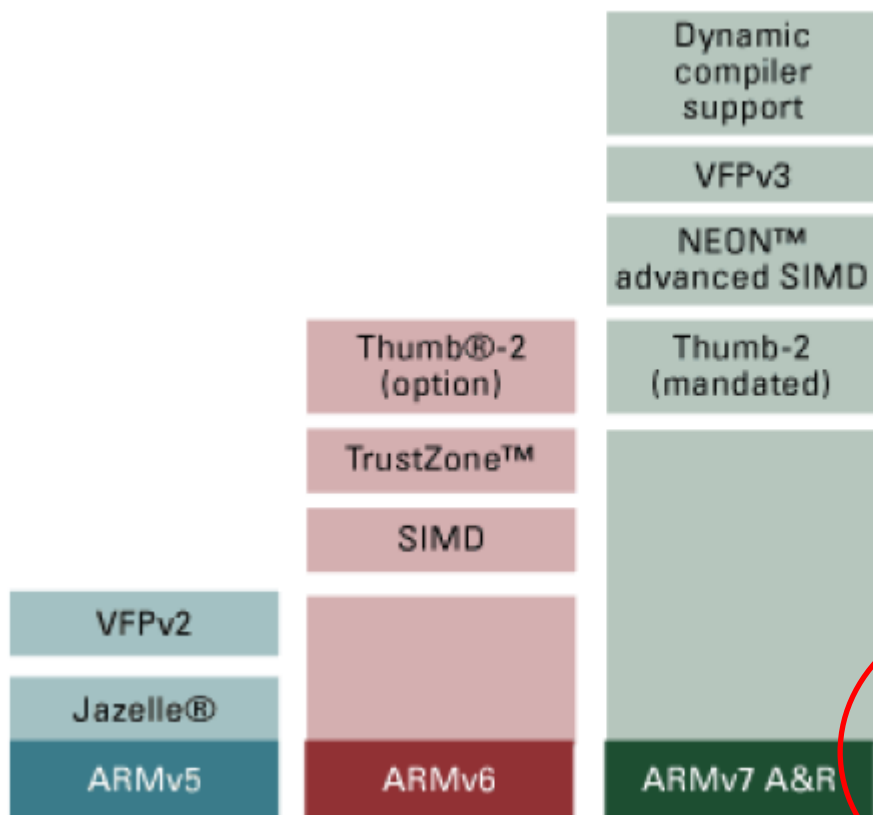 Dynamic
compiler
support
VFPv3
NEON™
advanced SIMD
Thumb®-2
(option)
Thumb-2
(mandated)
TrustZone™
SIMD
VFPv2
Jazelle®
ARMv5
ARMv6
ARMv7 A&R